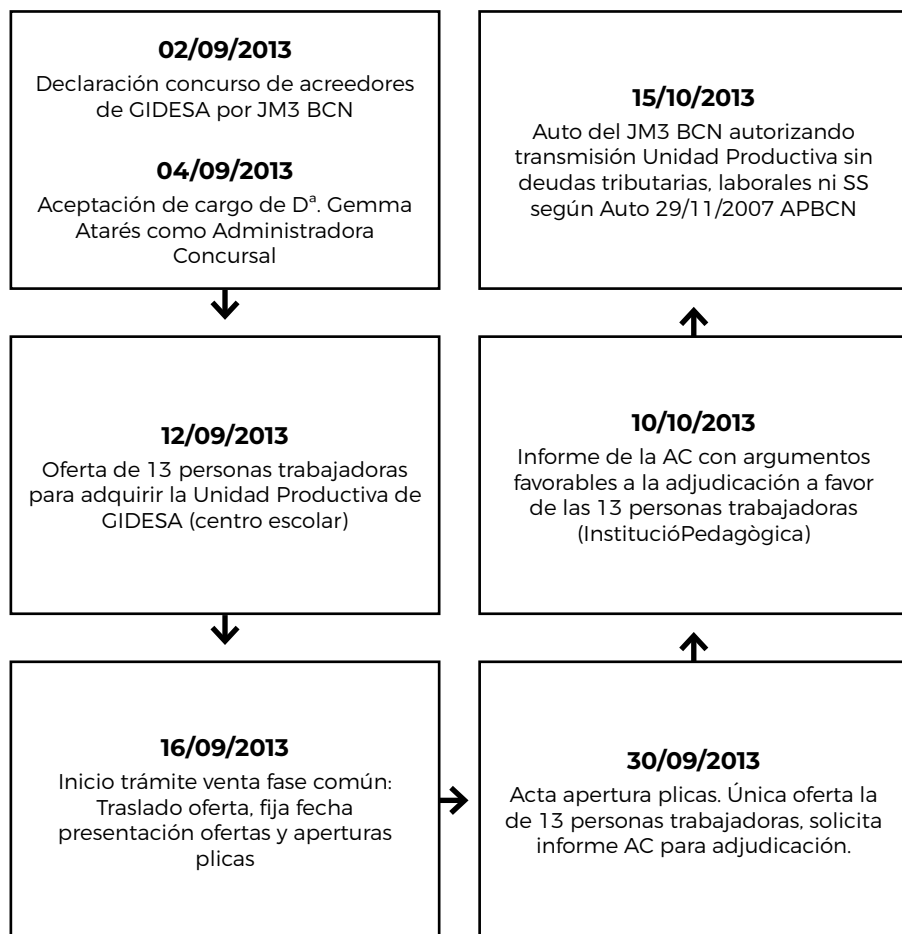 02/09/2013
Declaración concurso de acreedores
de GIDESA por JM3 BCN
04/09/2013
Aceptación de cargo de Dª. Gemma
Atarés como Administradora
Concursal
12/09/2013
Oferta de 13 personas trabajadoras
para adquirir la Unidad Productiva de
GIDESA (centro escolar)
16/09/2013
Inicio trámite venta fase común:
Traslado oferta, fija fecha
presentación ofertas y aperturas
plicas
30/09/2013
Acta apertura plicas. Única oferta la
de 13 personas trabajadoras, solicita
informe AC para adjudicación.
10/10/2013
Informe de la AC con argumentos
favorables a la adjudicación a favor
de las 13 personas trabajadoras
(InstitucióPedagògica)
15/10/2013
Auto del JM3 BCN autorizando
transmisión Unidad Productiva sin
deudas tributarias, laborales ni SS
según Auto 29/11/2007 APBCN